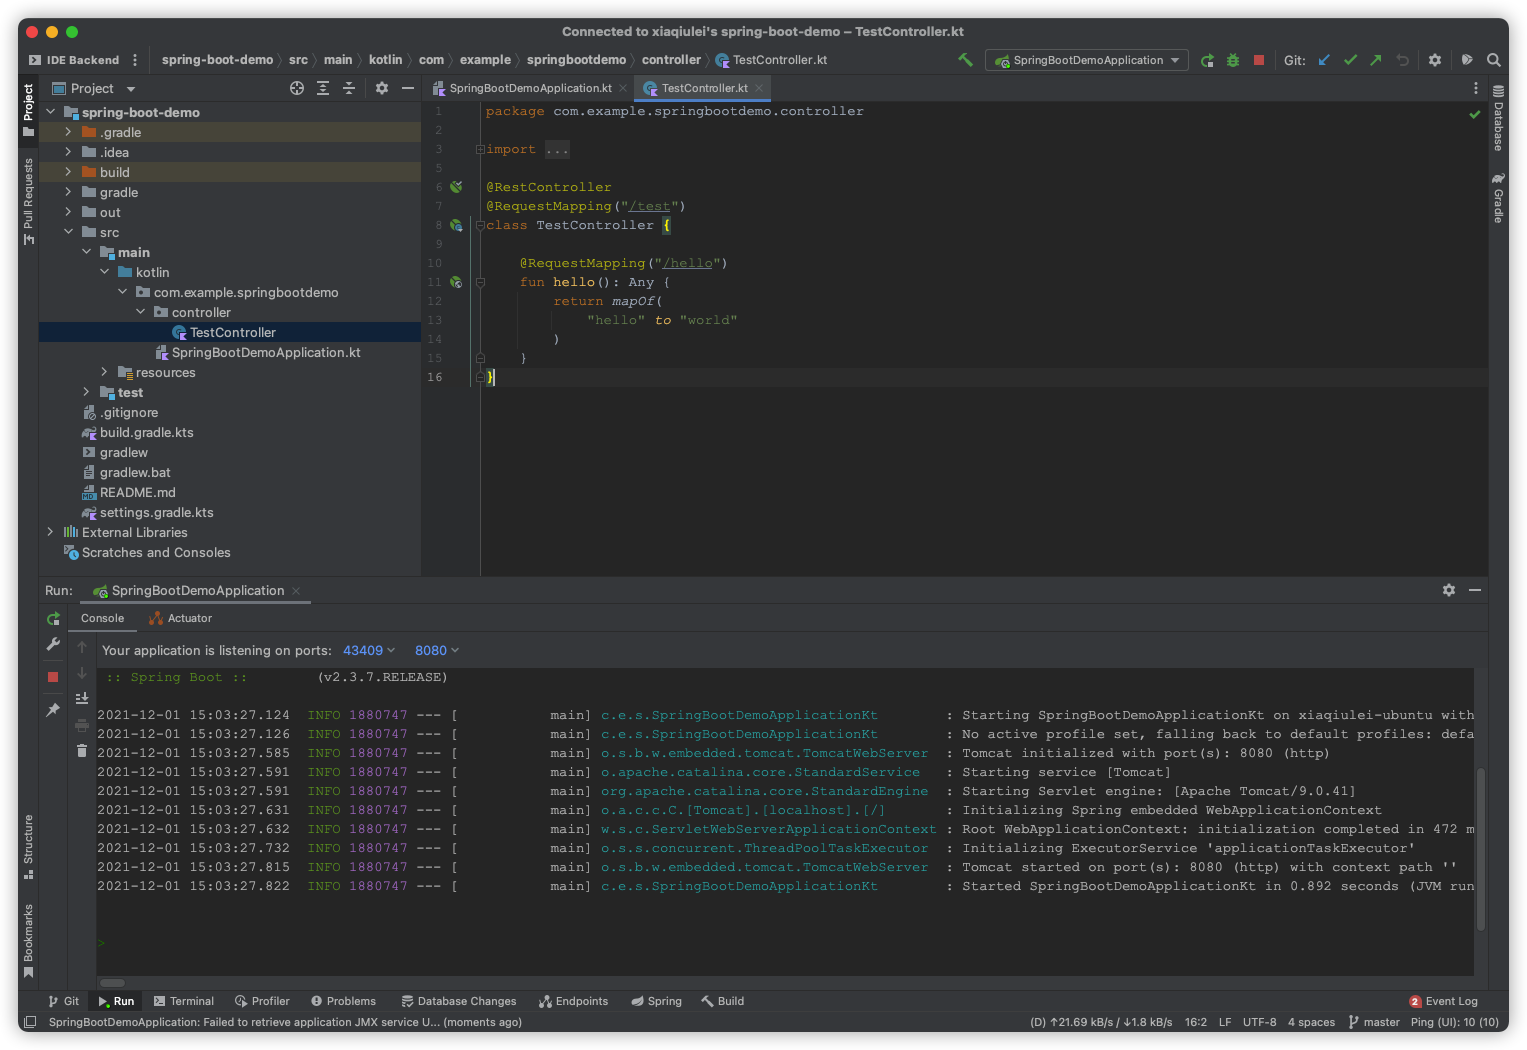 Connected to xiaqiulei's spring-boot-demo – TestController.kt
IDE Backend
spring-boot-demo src main kotlin com example springbootdemo controller TestController.kt
SpringBootDemoApplication
Git:
Project
Project
Pull Requests
Structure
Bookmarks
spring-boot-demo
.gradle
.idea
build
gradle
out
src
main
kotlin
com.example.springbootdemo
controller
TestController
SpringBootDemoApplication.kt
resources
test
.gitignore
build.gradle.kts
gradlew
gradlew.bat
README.md
settings.gradle.kts
External Libraries
Scratches and Consoles
SpringBootDemoApplication.kt
TestController.kt
1 package com.example.springbootdemo.controller
2
3 import ...
5
6 @RestController
7 @RequestMapping("/test")
8 class TestController {
9
10 @RequestMapping("/hello")
11 fun hello(): Any {
12 return mapOf(
13 "hello" to "world"
14 )
15 }
16 }
Database
Gradle
Run: SpringBootDemoApplication
Console Actuator
Your application is listening on ports: 43409 8080
:: Spring Boot :: (v2.3.7.RELEASE)
2021-12-01 15:03:27.124 INFO 1880747 --- [ main] c.e.s.SpringBootDemoApplicationKt : Starting SpringBootDemoApplicationKt on xiaqiulei-ubuntu with
2021-12-01 15:03:27.126 INFO 1880747 --- [ main] c.e.s.SpringBootDemoApplicationKt : No active profile set, falling back to default profiles: defa
2021-12-01 15:03:27.585 INFO 1880747 --- [ main] o.s.b.w.embedded.tomcat.TomcatWebServer : Tomcat initialized with port(s): 8080 (http)
2021-12-01 15:03:27.591 INFO 1880747 --- [ main] o.apache.catalina.core.StandardService : Starting service [Tomcat]
2021-12-01 15:03:27.591 INFO 1880747 --- [ main] org.apache.catalina.core.StandardEngine : Starting Servlet engine: [Apache Tomcat/9.0.41]
2021-12-01 15:03:27.631 INFO 1880747 --- [ main] o.a.c.c.C.[Tomcat].[localhost].[/] : Initializing Spring embedded WebApplicationContext
2021-12-01 15:03:27.632 INFO 1880747 --- [ main] w.s.c.ServletWebServerApplicationContext : Root WebApplicationContext: initialization completed in 472 m
2021-12-01 15:03:27.732 INFO 1880747 --- [ main] o.s.s.concurrent.ThreadPoolTaskExecutor : Initializing ExecutorService 'applicationTaskExecutor'
2021-12-01 15:03:27.815 INFO 1880747 --- [ main] o.s.b.w.embedded.tomcat.TomcatWebServer : Tomcat started on port(s): 8080 (http) with context path ''
2021-12-01 15:03:27.822 INFO 1880747 --- [ main] c.e.s.SpringBootDemoApplicationKt : Started SpringBootDemoApplicationKt in 0.892 seconds (JVM run
>
Git Run Terminal Profiler Problems Database Changes Endpoints Spring Build 2 Event Log
SpringBootDemoApplication: Failed to retrieve application JMX service U... (moments ago) (D) ↑21.69 kB/s / ↓1.8 kB/s 16:2 LF UTF-8 4 spaces master Ping (UI): 10 (10)